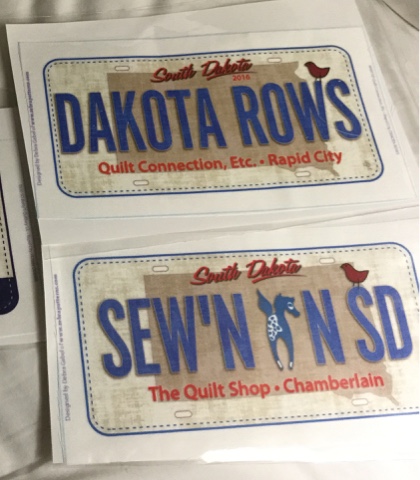 South Dakota
2016
DAKOTA ROWS
Quilt Connection, Etc. • Rapid City
South Dakota
SEW'N 'N SD
The Quilt Shop • Chamberlain